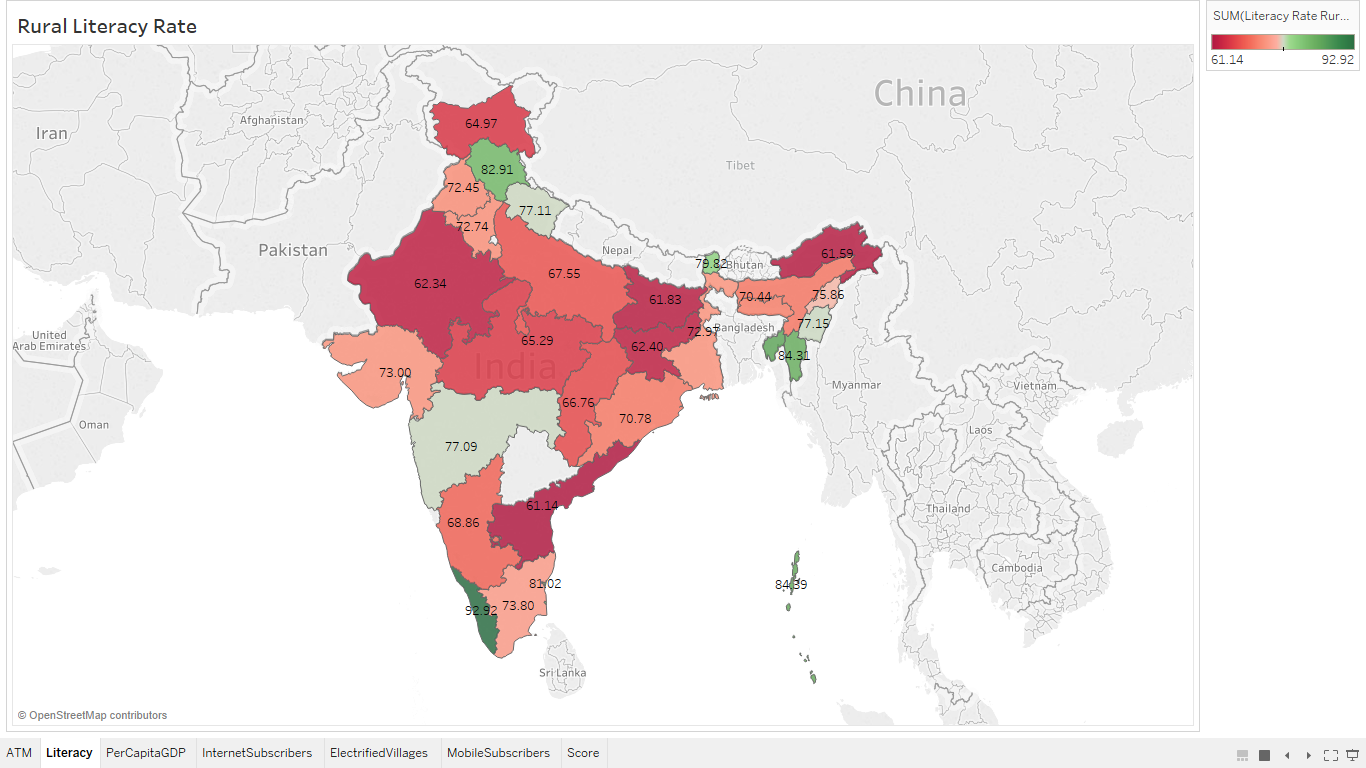 Rural Literacy Rate
SUM(Literacy Rate Rur...
61.14 92.92
China
Iran
Afghanistan
64.97
Tibet
82.91
72.45
77.11
72.74
Pakistan
Nepal
61.59
79.82
Bhutan
67.55
62.34
61.83
70.44
75.86
United
Arab Emirates
77.15
Bangladesh
72.97
65.29
62.40
84.31
India
73.00
Myanmar
Vietnam
66.76
70.78
Oman
Laos
77.09
61.14
Thailand
68.86
Cambodia
81.02
84.39
92.92
73.80
Sri Lanka
© OpenStreetMap contributors
ATM Literacy PerCapitaGDP InternetSubscribers ElectrifiedVillages MobileSubscribers Score